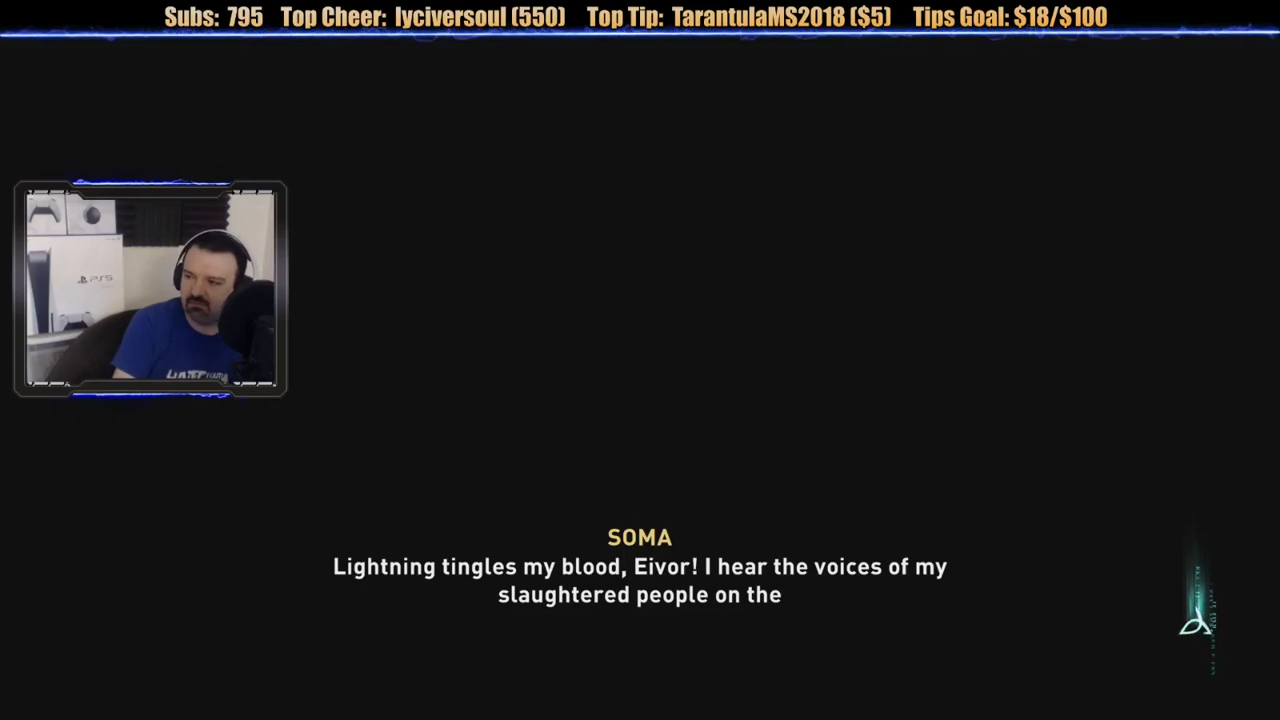 Subs: 795 Top Cheer: lyciversoul (550) Top Tip: TarantulaMS2018 ($5) Tips Goal: $18/$100
PS5
SOMA
Lightning tingles my blood, Eivor! I hear the voices of my
slaughtered people on the